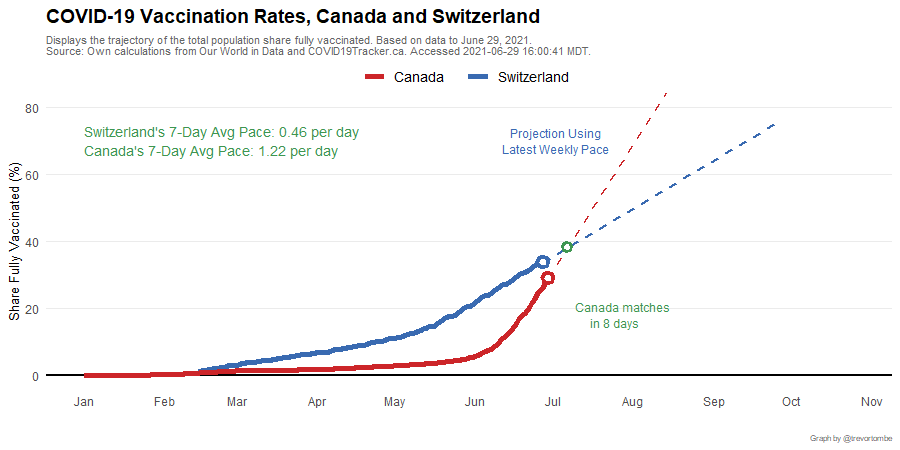 COVID-19 Vaccination Rates, Canada and Switzerland
Displays the trajectory of the total population share fully vaccinated. Based on data to June 29, 2021.
Source: Own calculations from Our World in Data and COVID19Tracker.ca. Accessed 2021-06-29 16:00:41 MDT.
Canada Switzerland
80
Switzerland's 7-Day Avg Pace: 0.46 per day
Canada's 7-Day Avg Pace: 1.22 per day
Projection Using
Latest Weekly Pace
60
Share Fully Vaccinated (%)
40
20
Canada matches
in 8 days
0
Jan Feb Mar Apr May Jun Jul Aug Sep Oct Nov
Graph by @trevortombe